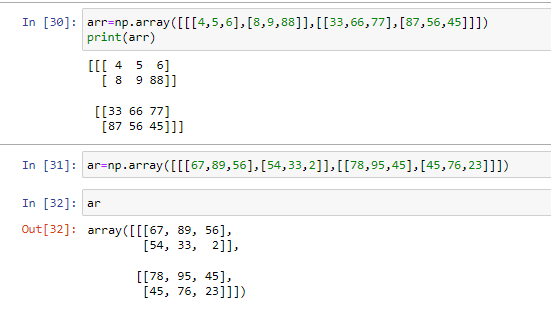 In [30]: arr=np.array([[[4,5,6],[8,9,88]],[[33,66,77],[87,56,45]]])
print(arr)
[[[ 4  5  6]
  [ 8  9 88]]

 [[33 66 77]
  [87 56 45]]]
In [31]: ar=np.array([[[67,89,56],[54,33,2]],[[78,95,45],[45,76,23]]])
In [32]: ar
Out[32]: array([[[67, 89, 56],
        [54, 33,  2]],

       [[78, 95, 45],
        [45, 76, 23]]])